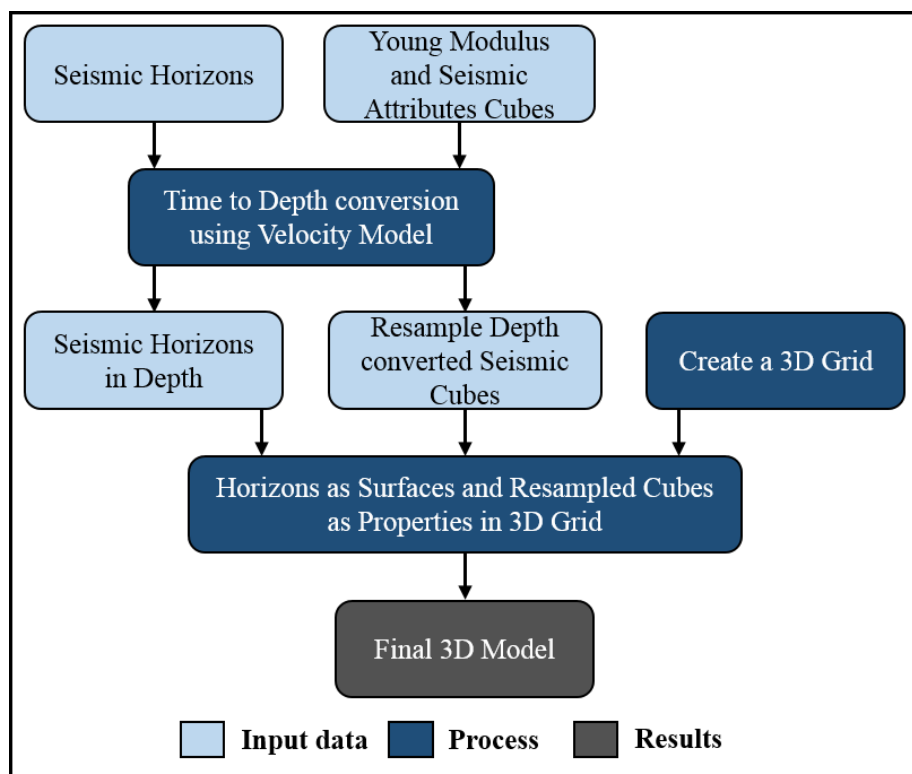 Seismic Horizons
Young Modulus
and Seismic
Attributes Cubes
Time to Depth conversion
using Velocity Model
Seismic Horizons
in Depth
Resample Depth
converted Seismic
Cubes
Create a 3D Grid
Horizons as Surfaces and Resampled Cubes
as Properties in 3D Grid
Final 3D Model
Input data
Process
Results